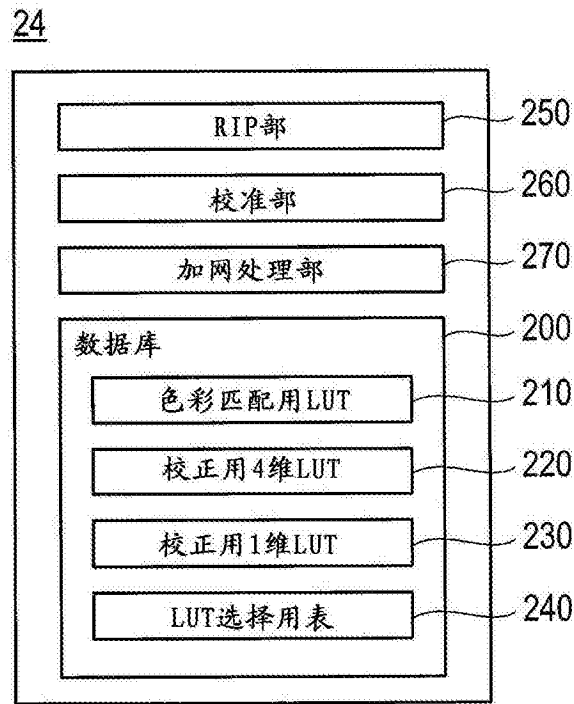 24
RIP部
250
校准部
260
加网处理部
270
数据库
200
色彩匹配用LUT
210
校正用4维LUT
220
校正用1维LUT
230
LUT选择用表
240